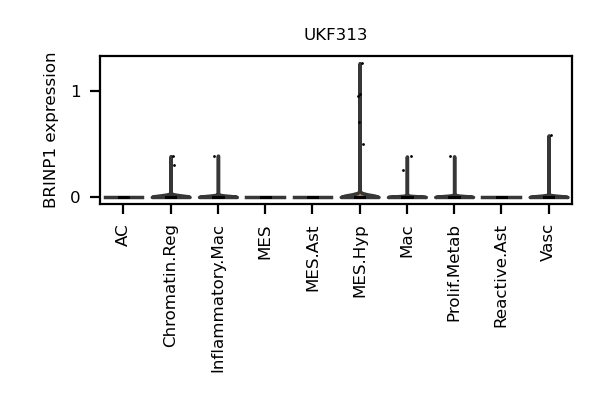 UKF313
BRINP1 expression
1
0
AC
Chromatin.Reg
Inflammatory.Mac
MES
MES.Ast
MES.Hyp
Mac
Prolif.Metab
Reactive.Ast
Vasc